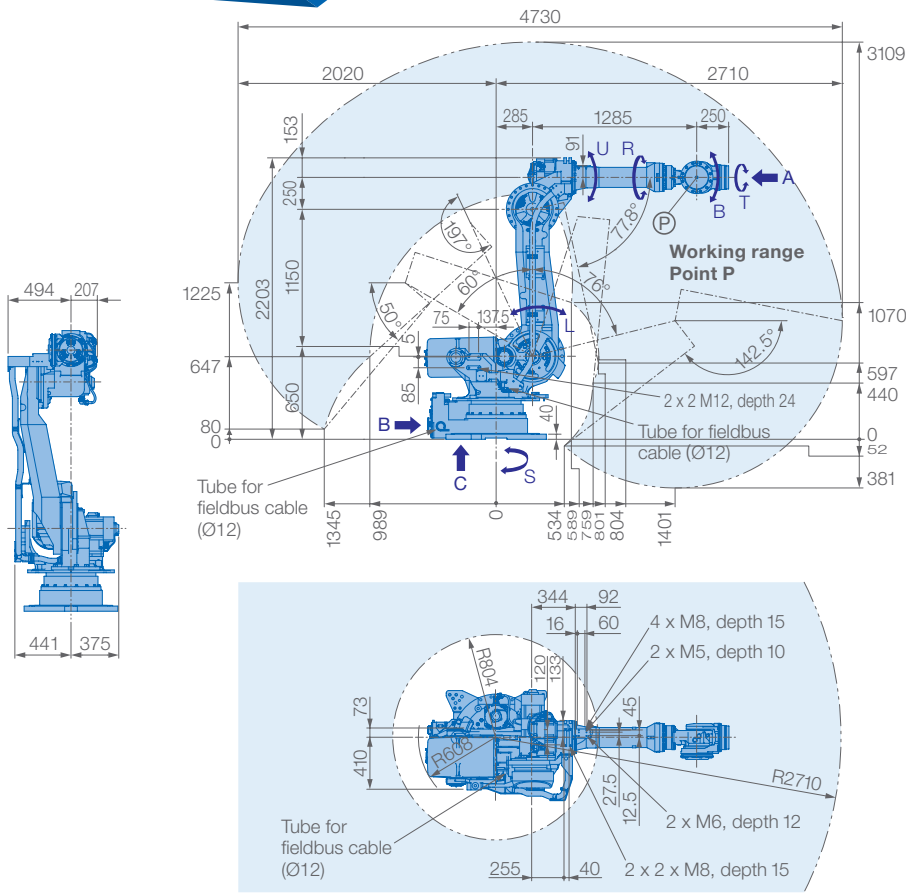 4730
3109
2020
2710
285
1285
250
153
91
U
R
A
T
B
P
250
77.8°
197°
Working range
Point P
494
207
1225
2203
1150
60°
76°
1070
50°
75
137.5
L
142.5°
647
5
597
85
650
440
2 x 2 M12, depth 24
80
0
B
40
Tube for fieldbus
cable (Ø12)
0
52
C
S
381
Tube for
fieldbus cable
(Ø12)
1345
989
0
534
589
759
801
804
1401
441
375
344
92
16
60
4 x M8, depth 15
2 x M5, depth 10
R804
120
133
45
73
R608
410
R2710
27.5
12.5
2 x M6, depth 12
Tube for
fieldbus cable
(Ø12)
255
40
2 x 2 x M8, depth 15